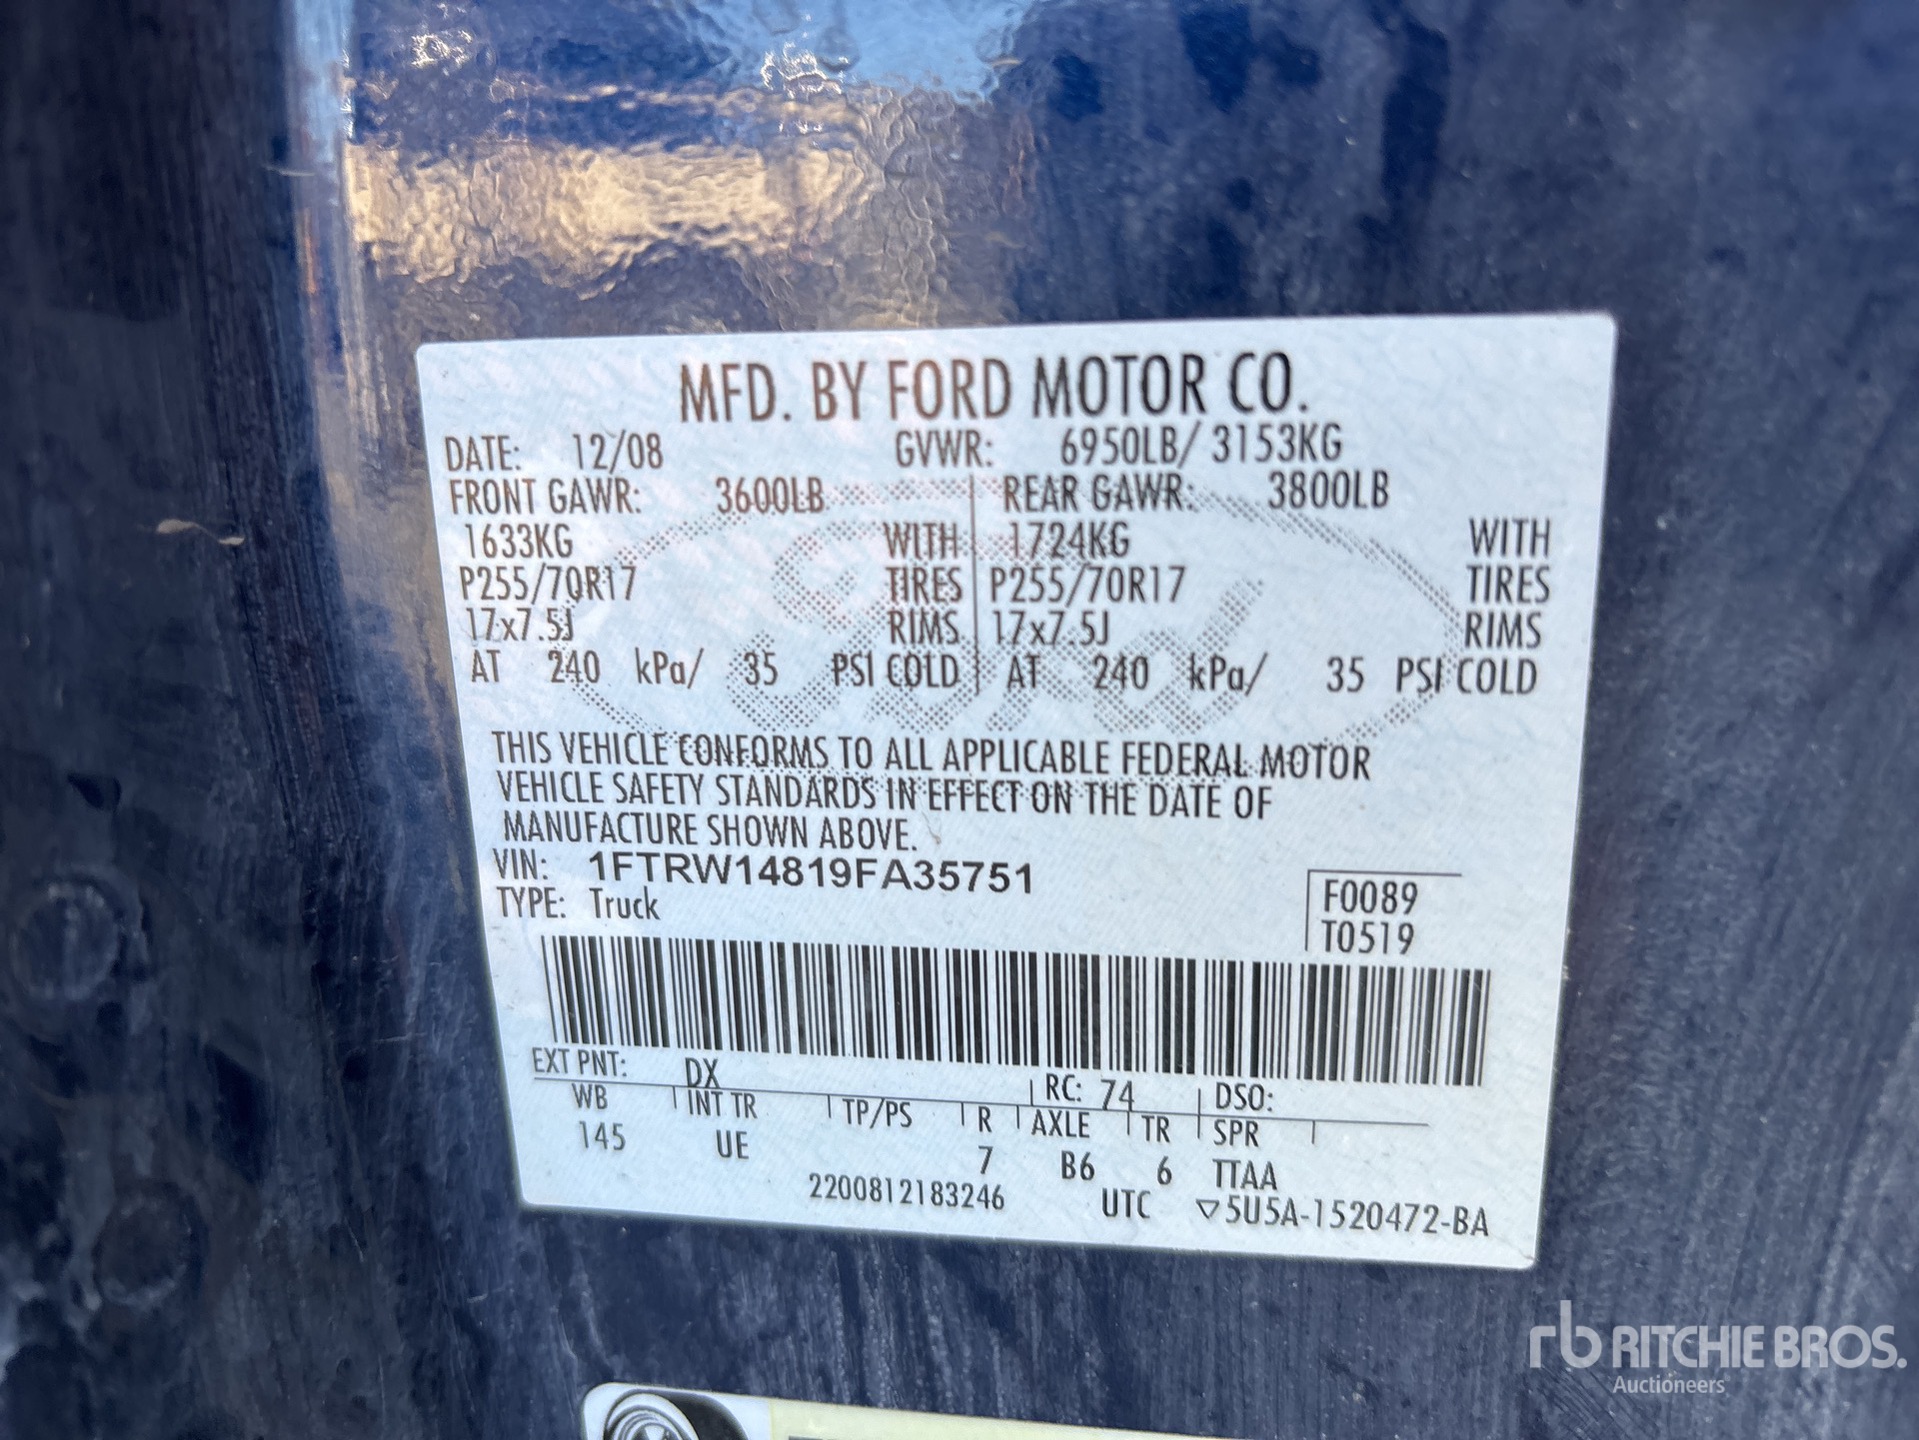 MFD. BY FORD MOTOR CO.
DATE: 12/08 GVWR: 6950LB/ 3153KG
FRONT GAWR: 3600LB REAR GAWR: 3800LB
1633KG WITH 1724KG WITH
P255/70R17 TIRES P255/70R17 TIRES
17x7.5J RIMS 17x7.5J RIMS
AT 240 kPa/ 35 PSI COLD AT 240 kPa/ 35 PSI COLD
Ford
THIS VEHICLE CONFORMS TO ALL APPLICABLE FEDERAL MOTOR
VEHICLE SAFETY STANDARDS IN EFFECT ON THE DATE OF
MANUFACTURE SHOWN ABOVE.
VIN: 1FTRW14819FA35751
TYPE: Truck
F0089
T0519
EXT PNT: DX RC: 74 DSO:
WB INT TR TP/PS R AXLE TR SPR
145 UE 7 B6 6 TTAA
2200812183246 UTC ▽5U5A-1520472-BA
rb RITCHIE BROS.
Auctioneers